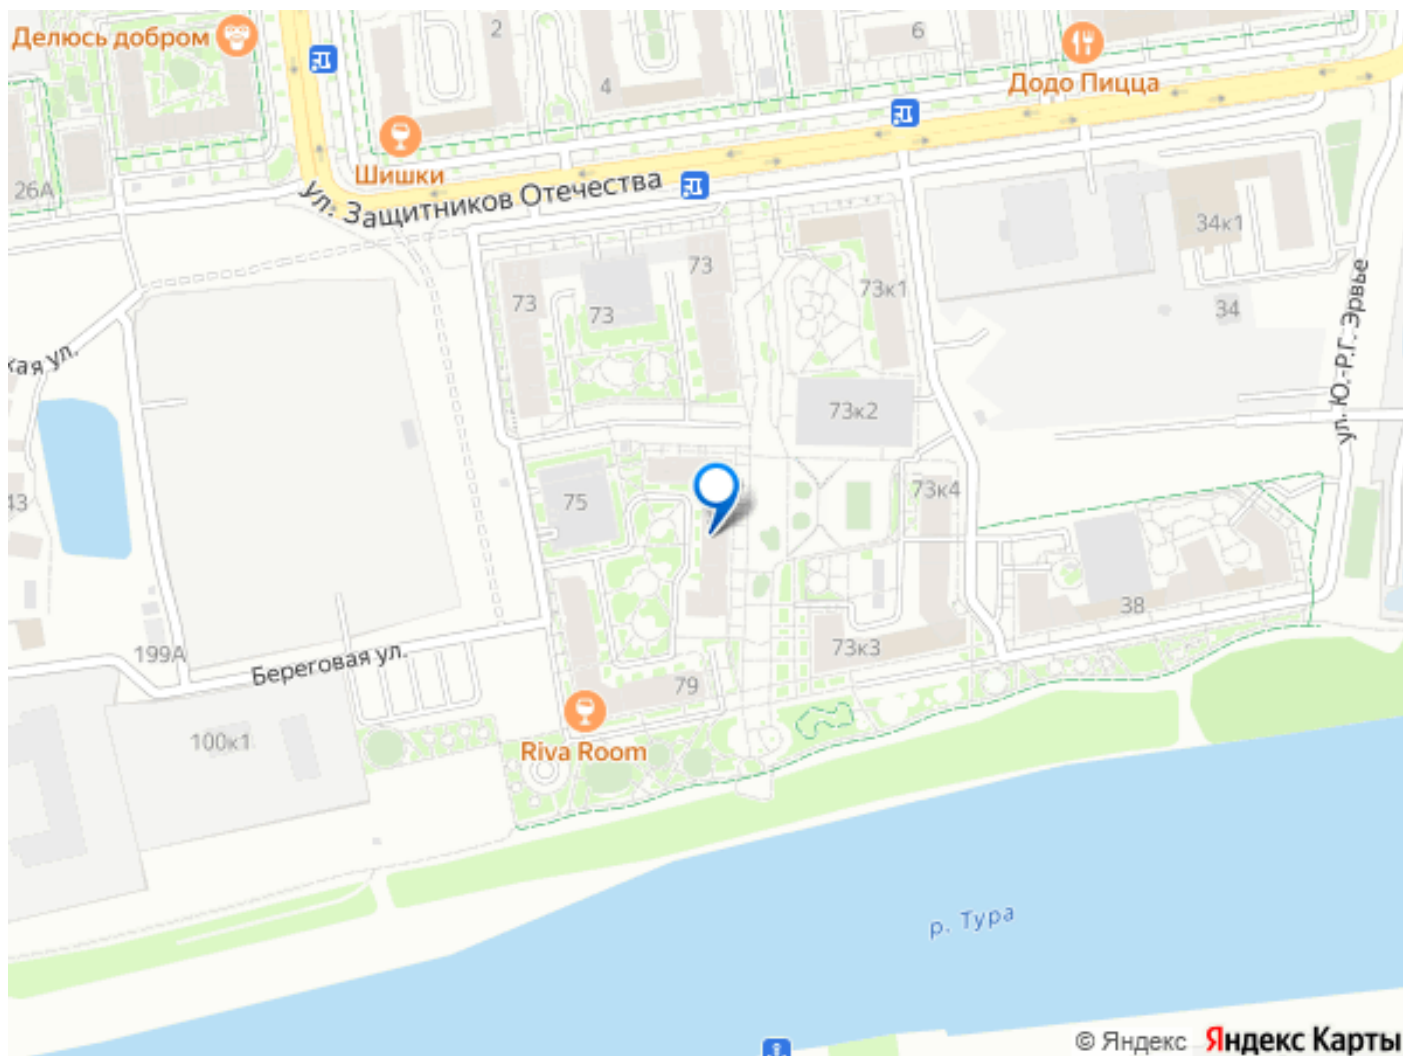 Делюсь добром
2
6
4
Додо Пицца
Шишки
26А
ул. Защитников Отечества
34к1
73
73
73
73к1
34
ул. Ю.-Р.Г. Эрвье
кая ул.
73к2
43
75
73к4
38
199А
Береговая ул.
73к3
79
100к1
Riva Room
р. Тура
© Яндекс Яндекс Карты